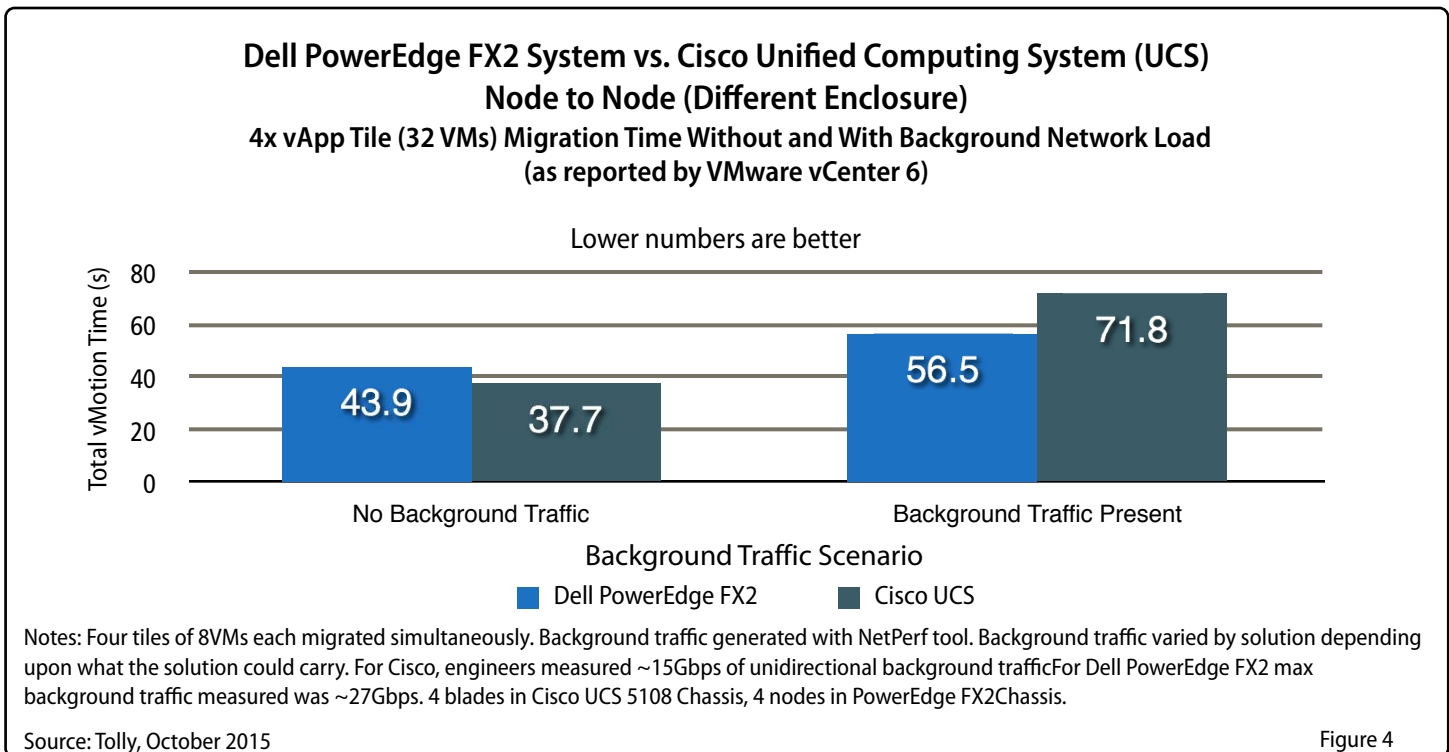 Dell PowerEdge FX2 System vs. Cisco Unified Computing System (UCS)
Node to Node (Different Enclosure)
4x vApp Tile (32 VMs) Migration Time Without and With Background Network Load
(as reported by VMware vCenter 6)
Lower numbers are better
Total vMotion Time (s)
80
60
40
20
0
43.9
37.7
56.5
71.8
No Background Traffic
Background Traffic Present
Background Traffic Scenario
Dell PowerEdge FX2
Cisco UCS
Notes: Four tiles of 8VMs each migrated simultaneously. Background traffic generated with NetPerf tool. Background traffic varied by solution depending
upon what the solution could carry. For Cisco, engineers measured ~15Gbps of unidirectional background trafficFor Dell PowerEdge FX2 max
background traffic measured was ~27Gbps. 4 blades in Cisco UCS 5108 Chassis, 4 nodes in PowerEdge FX2Chassis.
Source: Tolly, October 2015
Figure 4